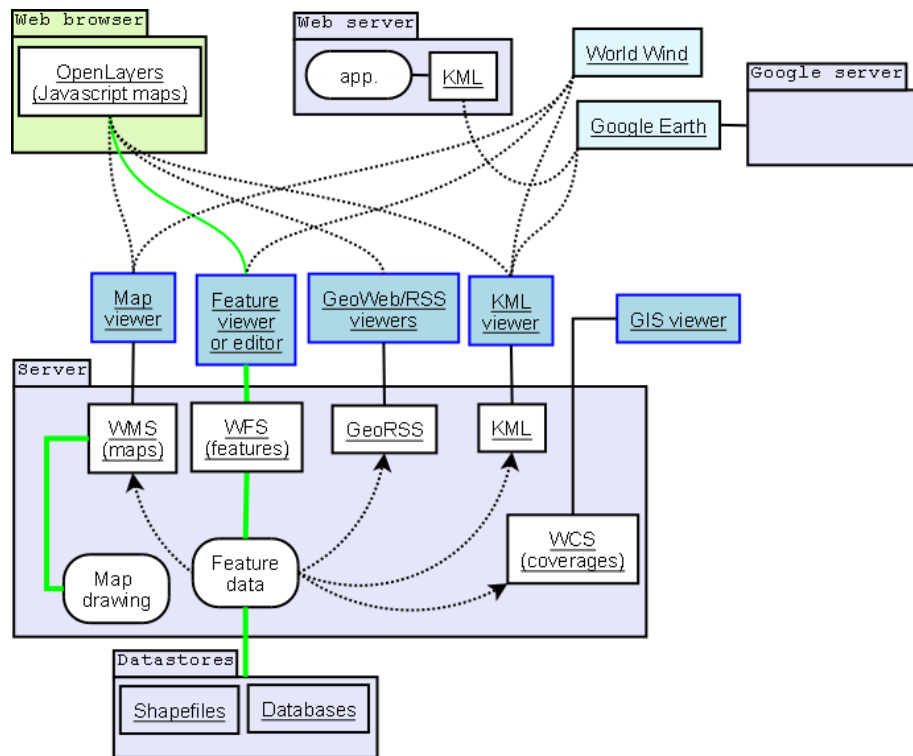 Web browser
OpenLayers
(Javascript maps)
Web server
app.
KML
World Wind
Google server
Google Earth
Map
viewer
Feature
viewer
or editor
GeoWeb/RSS
viewers
KML
viewer
GIS viewer
Server
WMS
(maps)
WFS
(features)
GeoRSS
KML
WCS
(coverages)
Map
drawing
Feature
data
Datastores
Shapefiles
Databases